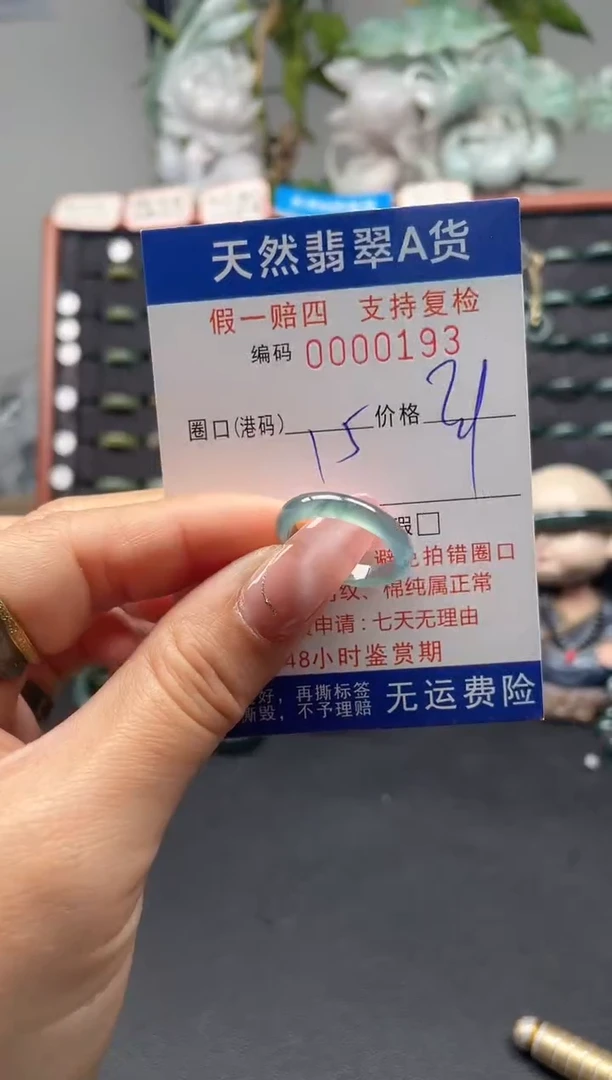 天然翡翠A货
假一赔四 支持复检
编码 0000193
圈口(港码) 15 价格
假□
避免拍错圈口
纹、棉纯属正常
申请:七天无理由
48小时鉴赏期
好,再撕标签 无运费险
撕毁,不予理赔